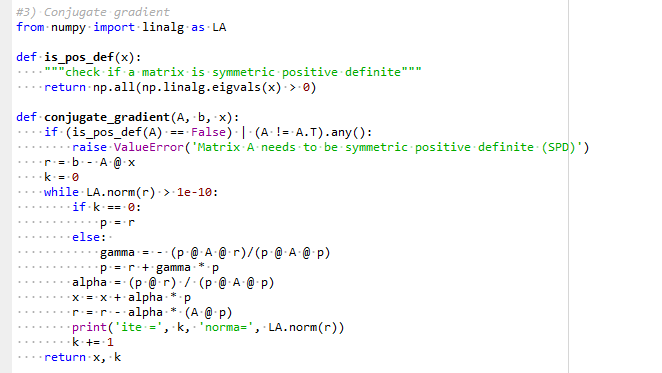 #3) Conjugate gradient
from numpy import linalg as LA

def is_pos_def(x):
    """check if a matrix is symmetric positive definite"""
    return np.all(np.linalg.eigvals(x) > 0)

def conjugate_gradient(A, b, x):
    if (is_pos_def(A) == False) | (A != A.T).any():
        raise ValueError('Matrix A needs to be symmetric positive definite (SPD)')
    r = b - A @ x
    k = 0
    while LA.norm(r) > 1e-10:
        if k == 0:
            p = r
        else:
            gamma = - (p @ A @ r)/(p @ A @ p)
            p = r + gamma * p
        alpha = (p @ r) / (p @ A @ p)
        x = x + alpha * p
        r = r - alpha * (A @ p)
        print('ite =', k, 'norma=', LA.norm(r))
        k += 1
    return x, k